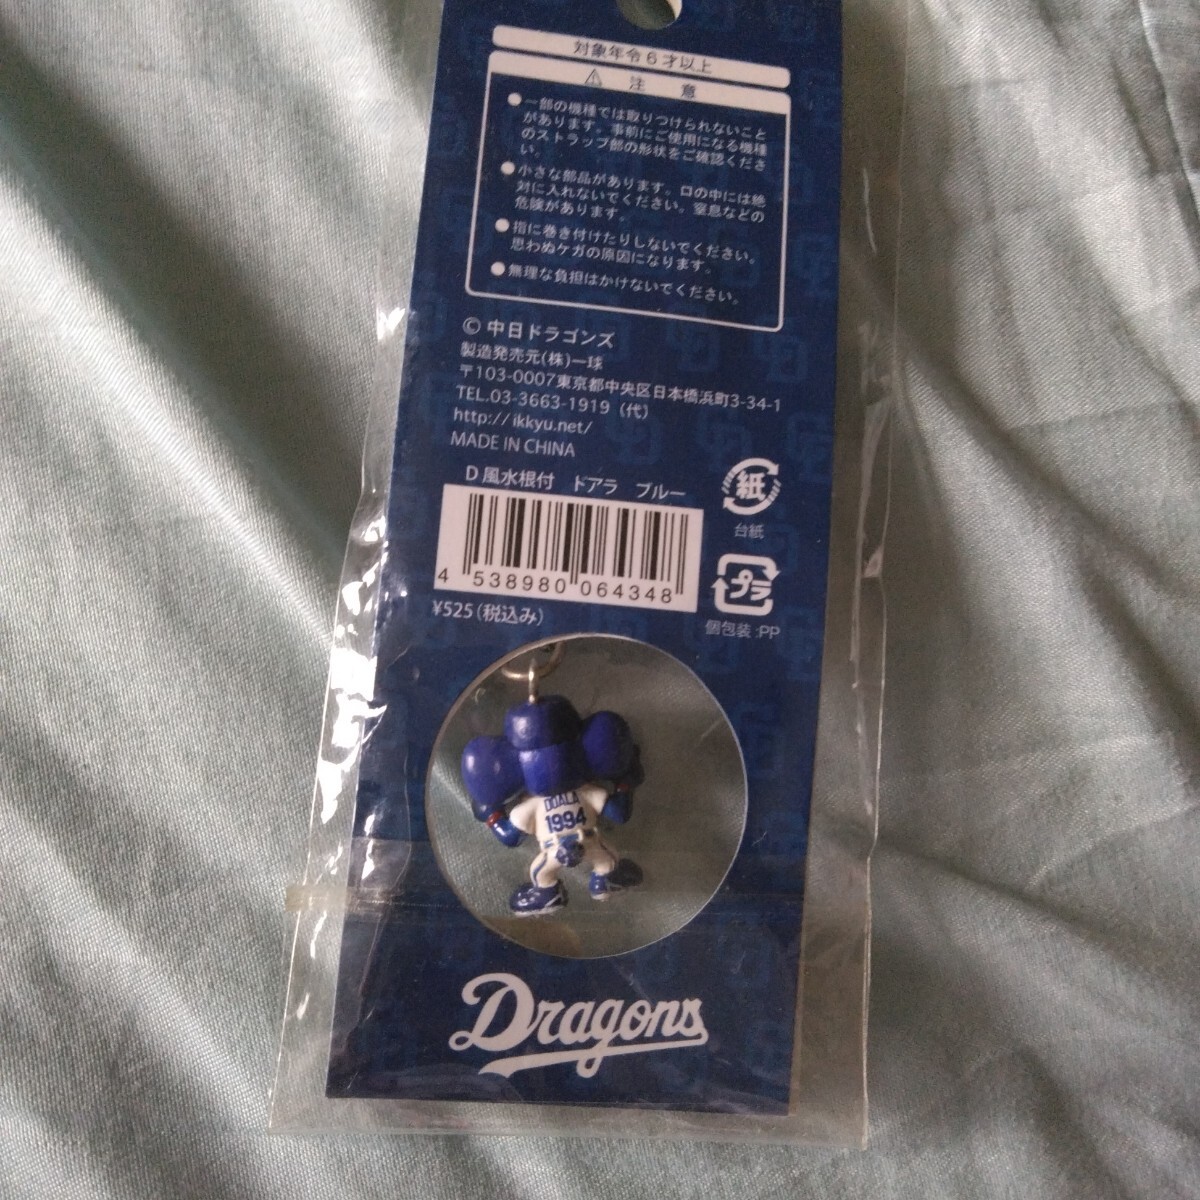 対象年令6才以上
⚠ 注 意
●一部の機種では取りつけられないこと
があります。事前にご使用になる機種
のストラップ部の形状をご確認くださ
い。
●小さな部品があります。口の中には絶
対に入れないでください。窒息などの
危険があります。
●指に巻き付けたりしないでください。
思わぬケガの原因になります。
●無理な負担はかけないでください。
© 中日ドラゴンズ
製造発売元(株)一球
〒103-0007東京都中央区日本橋浜町3-34-1
TEL.03-3663-1919 (代)
http://ikkyu.net/
MADE IN CHINA
D風水根付 ドアラ ブルー
4 538980 064348
¥525(税込み)
紙
台紙
プラ
個包装:PP
DOALA
1994
Dragons